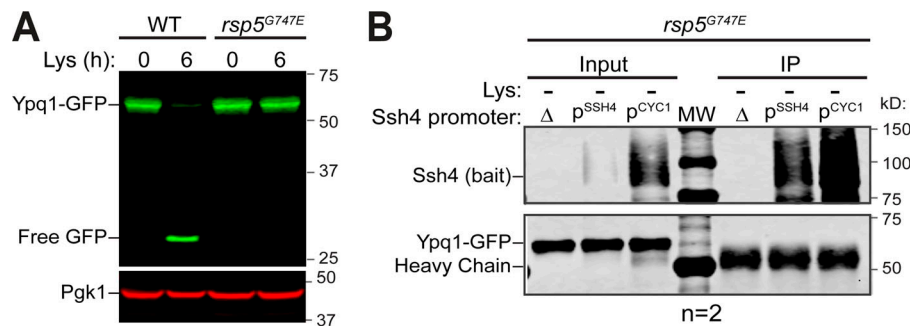 A
WT rsp5G747E
Lys (h): 0 6 0 6
Ypq1-GFP
Free GFP
Pgk1
75
50
37
25
50
37
B
rsp5G747E
Input IP
Lys: - - - - - -
kD:
Ssh4 promoter: Δ pSSH4 pCYC1 MW Δ pSSH4 pCYC1
150
Ssh4 (bait) 100
75
75
Ypq1-GFP
Heavy Chain 50
n=2